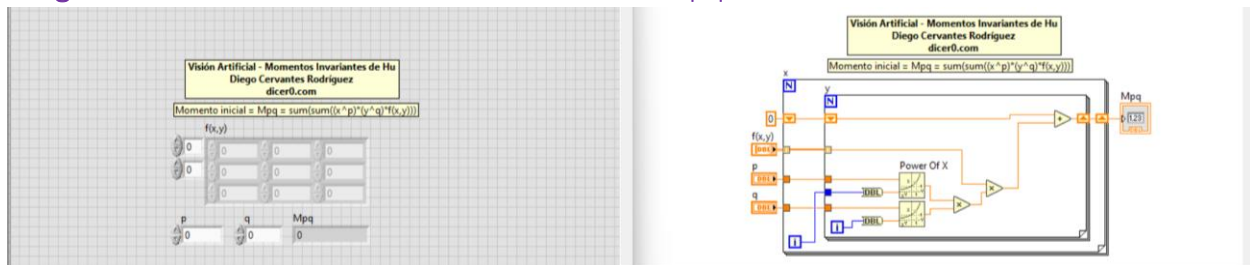 Visión Artificial - Momentos Invariantes de Hu
Diego Cervantes Rodríguez
dicer0.com
Momento inicial = Mpq = sum(sum((x^p)*(y^q)*f(x,y)))
f(x,y)
0
0 0 0
0
0 0 0
0 0 0
p q Mpq
0 0 0
Visión Artificial - Momentos Invariantes de Hu
Diego Cervantes Rodríguez
dicer0.com
Momento inicial = Mpq = sum(sum((x^p)*(y^q)*f(x,y)))
x
N
y
N
Mpq
0
+
1.23
f(x,y)
DBL
Power Of X
p
DBL
x
DBL
q
x
DBL
DBL
i
i